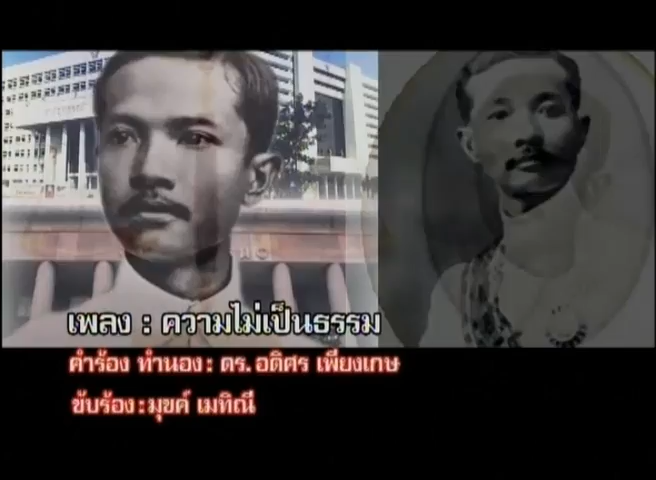 เพลง : ความไม่เป็นธรรม
คำร้อง ทำนอง : ดร. อดิศร เพียงเกษ
ขับร้อง : มุขค์ เมทิณี